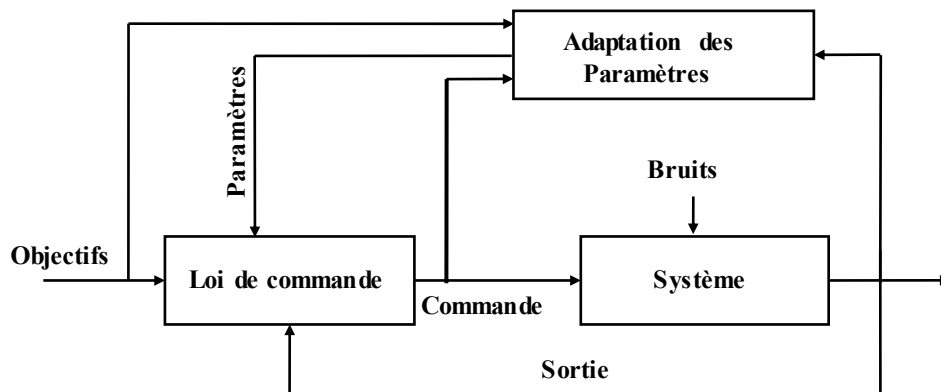 Adaptation des
Paramètres
Paramètres
Bruits
Objectifs
Loi de commande
Système
Commande
Sortie